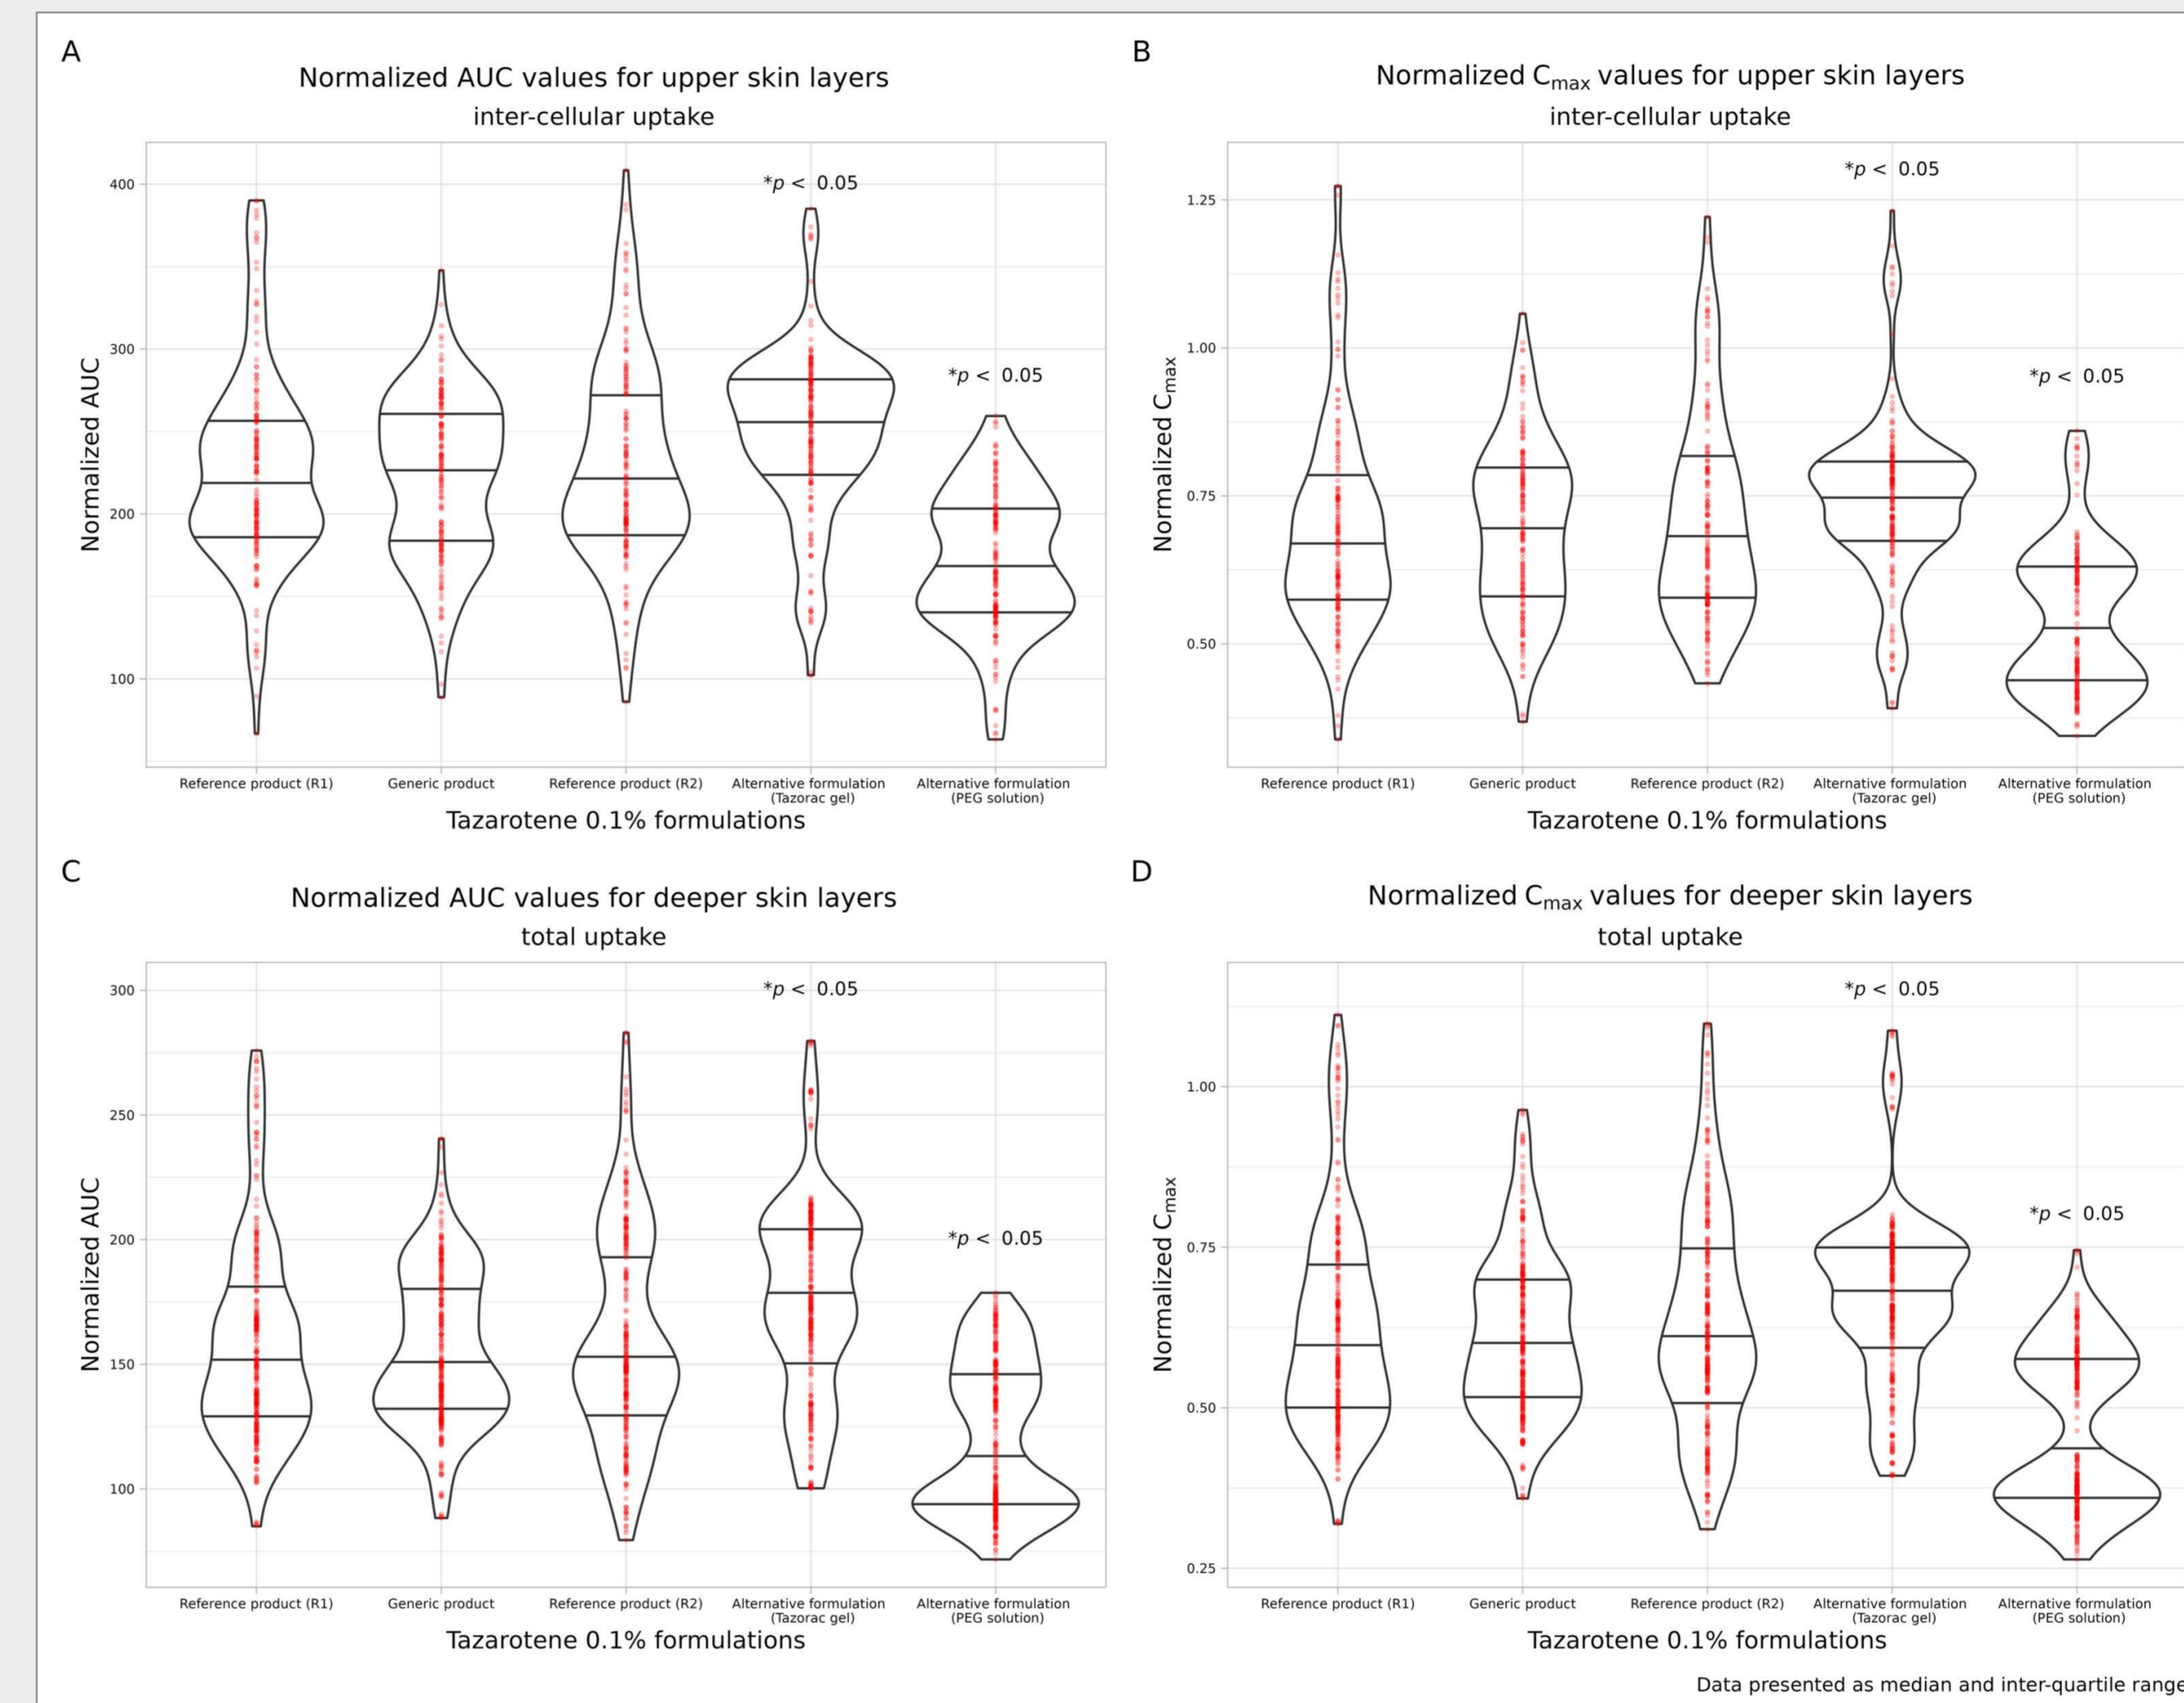 A
Normalized AUC values for upper skin layers
inter-cellular uptake
Normalized AUC
400
300
200
100
*p < 0.05
*p < 0.05
Reference product (R1)
Generic product
Reference product (R2)
Alternative formulation
(Tazorac gel)
Alternative formulation
(PEG solution)
Tazarotene 0.1% formulations
B
Normalized Cmax values for upper skin layers
inter-cellular uptake
Normalized Cmax
1.25
1.00
0.75
0.50
*p < 0.05
*p < 0.05
Reference product (R1)
Generic product
Reference product (R2)
Alternative formulation
(Tazorac gel)
Alternative formulation
(PEG solution)
Tazarotene 0.1% formulations
C
Normalized AUC values for deeper skin layers
total uptake
Normalized AUC
300
250
200
150
100
*p < 0.05
*p < 0.05
Reference product (R1)
Generic product
Reference product (R2)
Alternative formulation
(Tazorac gel)
Alternative formulation
(PEG solution)
Tazarotene 0.1% formulations
D
Normalized Cmax values for deeper skin layers
total uptake
Normalized Cmax
1.00
0.75
0.50
0.25
*p < 0.05
*p < 0.05
Reference product (R1)
Generic product
Reference product (R2)
Alternative formulation
(Tazorac gel)
Alternative formulation
(PEG solution)
Tazarotene 0.1% formulations
Data presented as median and inter-quartile range